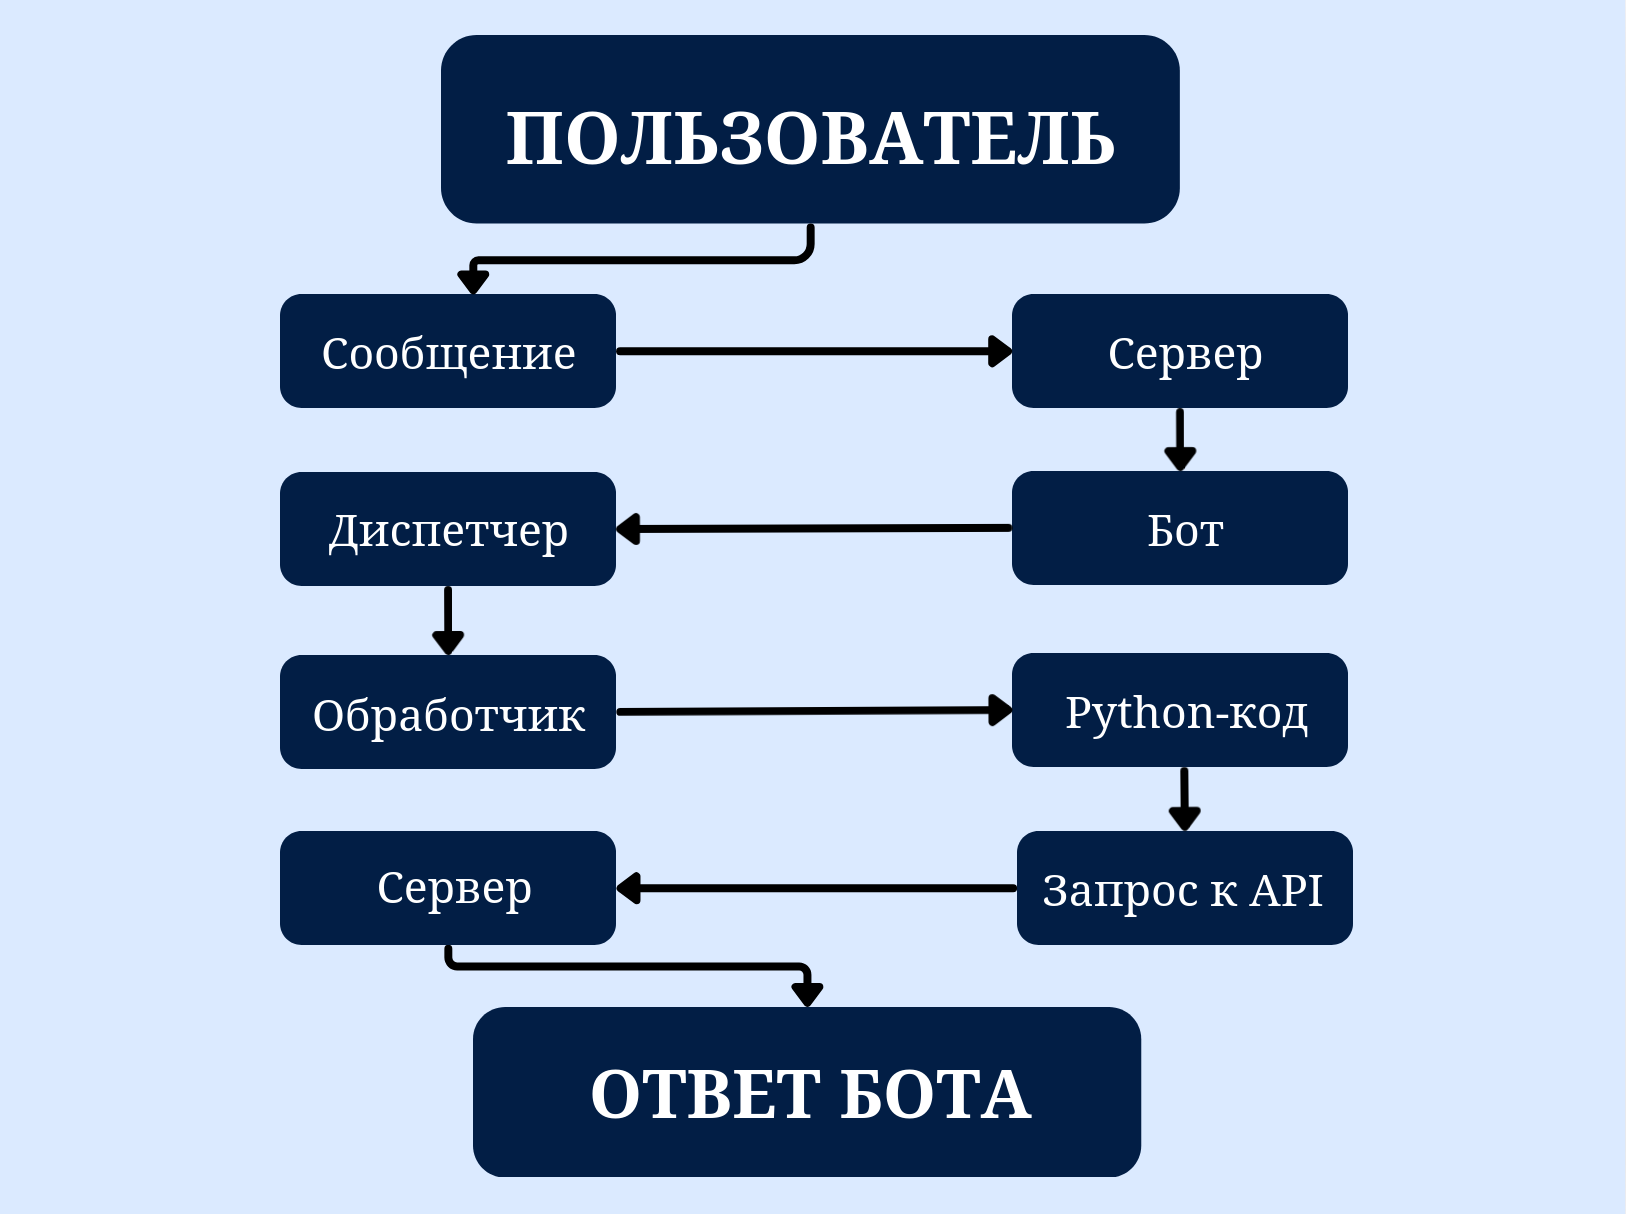 ПОЛЬЗОВАТЕЛЬ
Сообщение
Сервер
Диспетчер
Бот
Обработчик
Python-код
Сервер
Запрос к API
ОТВЕТ БОТА